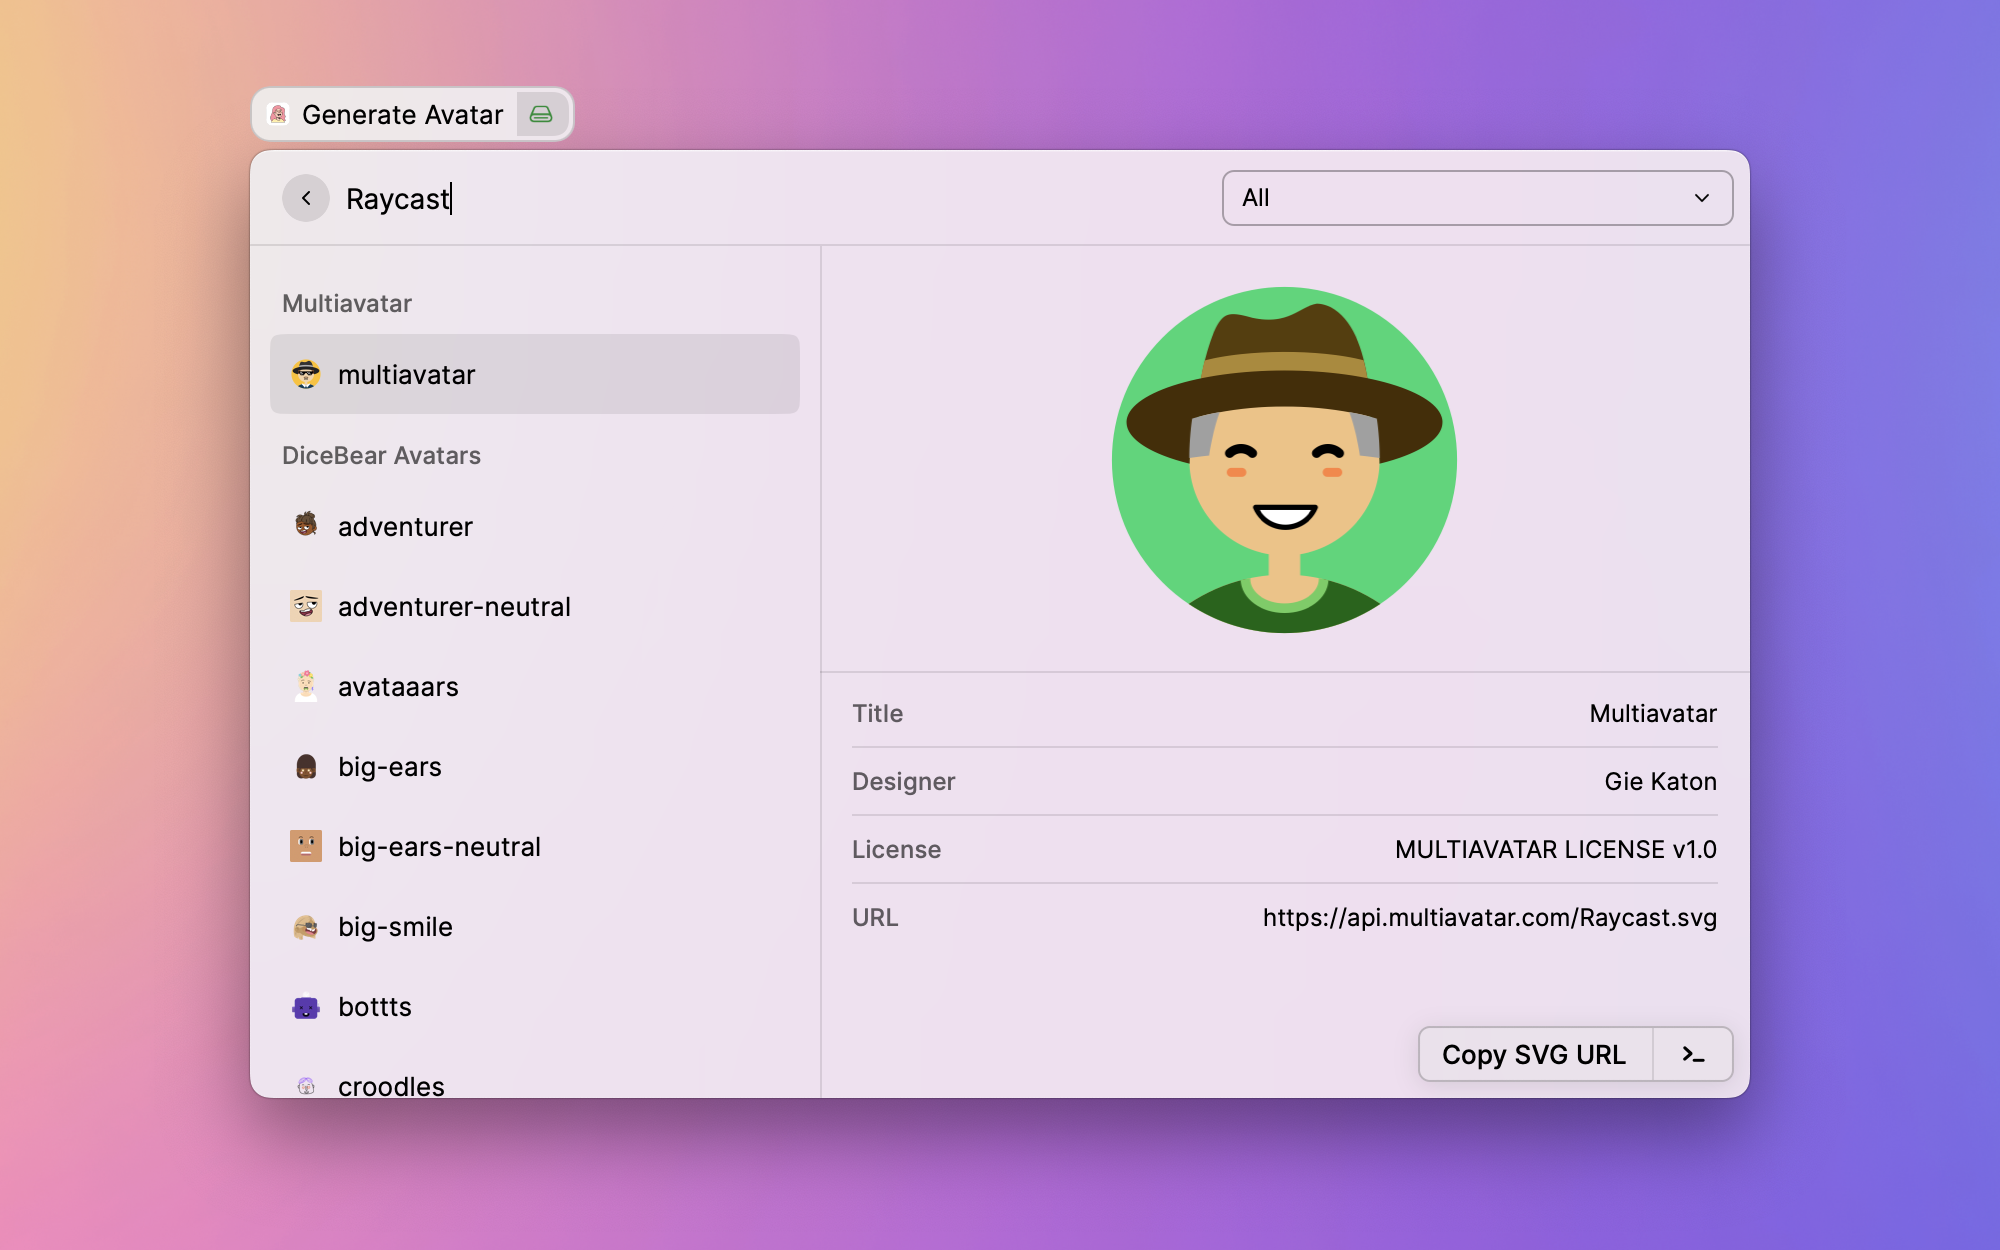 Generate Avatar
Raycast
All
Multiavatar
multiavatar
DiceBear Avatars
adventurer
adventurer-neutral
avataaars
big-ears
big-ears-neutral
big-smile
bottts
croodles
Title
Multiavatar
Designer
Gie Katon
License
MULTIAVATAR LICENSE v1.0
URL
https://api.multiavatar.com/Raycast.svg
Copy SVG URL